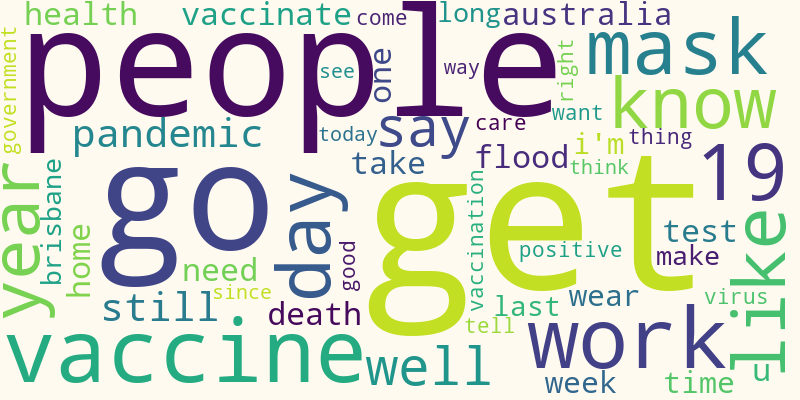 health
vaccinate
come
long
australia
people
mask
government
see
one
way
right
know
want
pandemic
today
say
care
i'm
thing
year
brisbane
go
day
take
flood
think
19
get
vaccination
home
need
good
positive
test
make
like
since
still
death
last
wear
virus
tell
vaccine
well
work
week
time
u